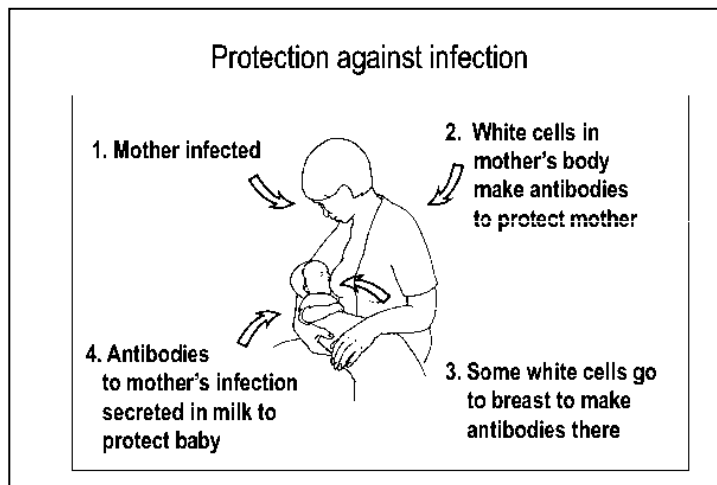 Protection against infection
1. Mother infected
2. White cells in
mother's body
make antibodies
to protect mother
3. Some white cells go
to breast to make
antibodies there
4. Antibodies
to mother's infection
secreted in milk to
protect baby